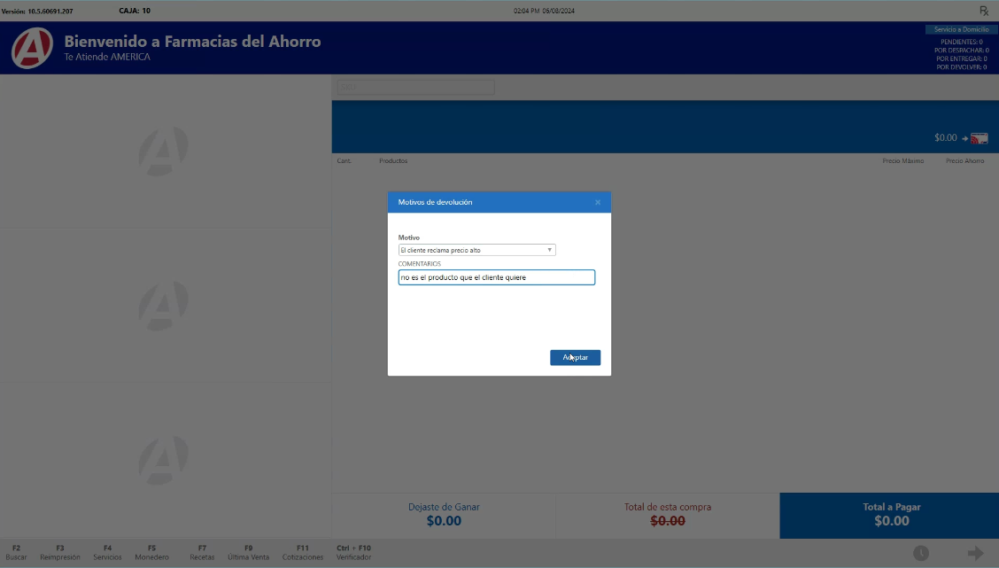 Versión: 10.5.60691.207
CAJA: 10
02:04 PM 06/08/2024
Bienvenido a Farmacias del Ahorro
Te Atiende AMERICA
Servicio a Domicilio
PENDIENTES: 0
POR DESPACHAR: 0
POR ENTREGAR: 0
POR DEVOLVER: 0
SKU
$0.00
Cant.
Productos
Precio Máximo
Precio Ahorro
Motivos de devolución
Motivo
El cliente reclama precio alto
COMENTARIOS
no es el producto que el cliente quiere
Aceptar
Dejaste de Ganar
$0.00
Total de esta compra
$0.00
Total a Pagar
$0.00
F2 F3 F4 F5 F7 F9 F11 Ctrl + F10
Buscar Reimpresión Servicios Monedero Recetas Última Venta Cotizaciones Verificador